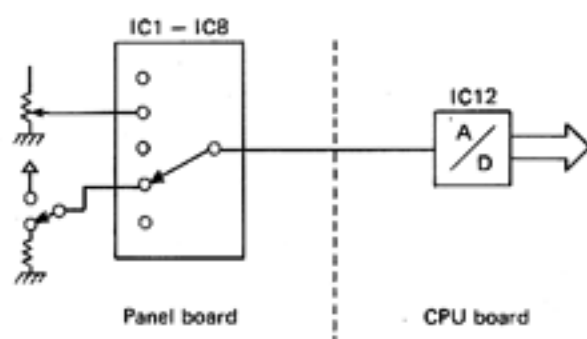 IC1 – IC8
IC12
A
D
Panel board
CPU board